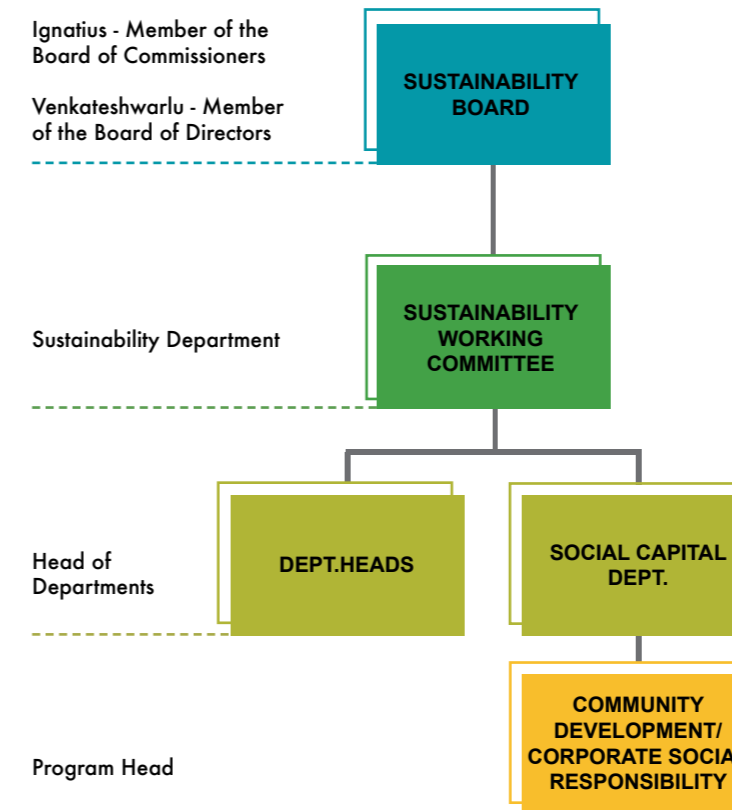 Ignatius - Member of the
Board of Commissioners
Venkateshwarlu - Member
of the Board of Directors
SUSTAINABILITY
BOARD
Sustainability Department
SUSTAINABILITY
WORKING
COMMITTEE
Head of
Departments
DEPT.HEADS
SOCIAL CAPITAL
DEPT.
Program Head
COMMUNITY
DEVELOPMENT/
CORPORATE SOCIA
RESPONSIBILITY